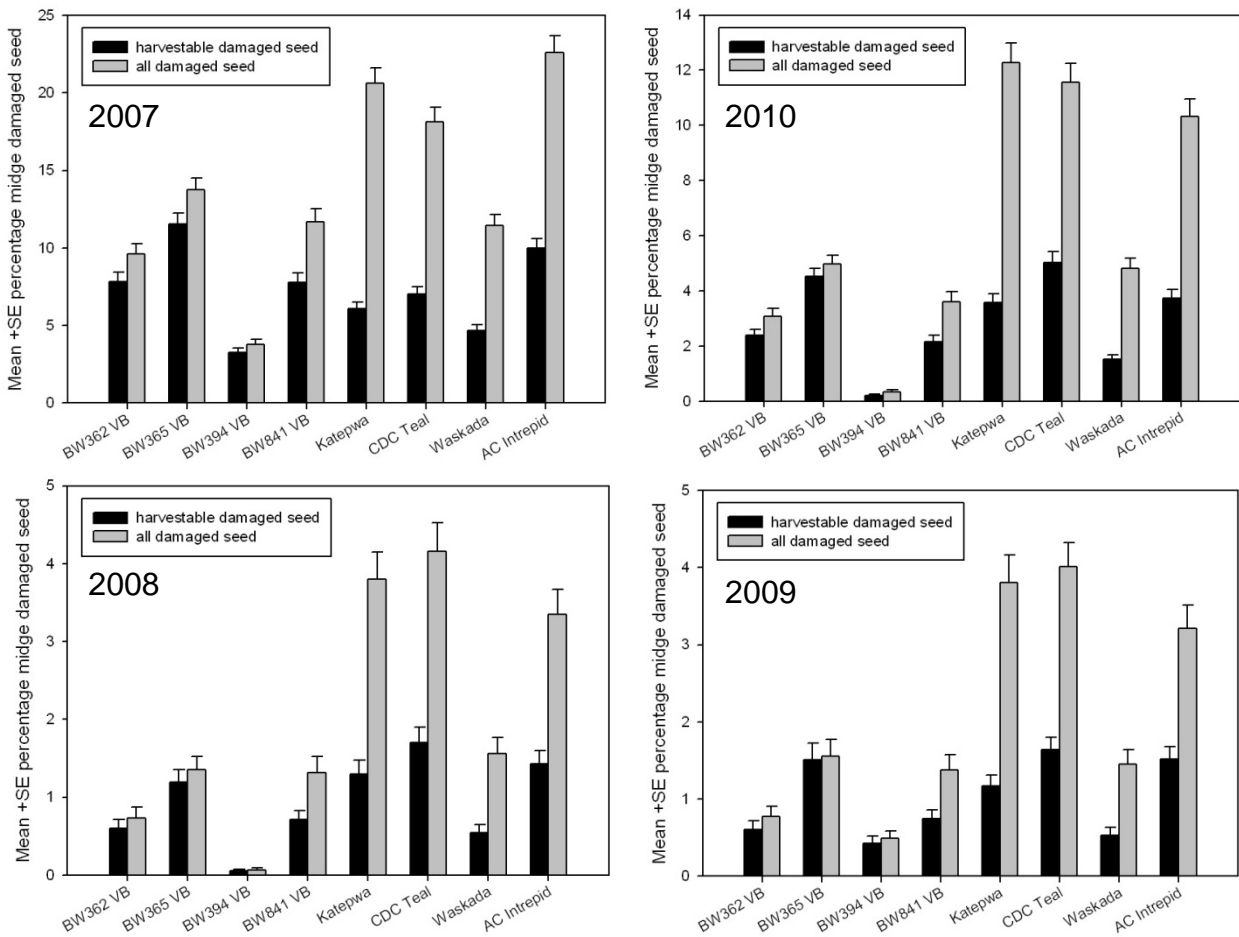 Mean +SE percentage midge damaged seed
25
20
15
10
5
0
harvestable damaged seed
all damaged seed
2007
BW362 VB
BW365 VB
BW394 VB
BW841 VB
Katepwa
CDC Teal
Waskada
AC Intrepid
Mean +SE percentage midge damaged seed
14
12
10
8
6
4
2
0
harvestable damaged seed
all damaged seed
2010
BW362 VB
BW365 VB
BW394 VB
BW841 VB
Katepwa
CDC Teal
Waskada
AC Intrepid
Mean +SE percentage midge damaged seed
5
4
3
2
1
0
harvestable damaged seed
all damaged seed
2008
BW362 VB
BW365 VB
BW394 VB
BW841 VB
Katepwa
CDC Teal
Waskada
AC Intrepid
Mean +SE percentage midge damaged seed
5
4
3
2
1
0
harvestable damaged seed
all damaged seed
2009
BW362 VB
BW365 VB
BW394 VB
BW841 VB
Katepwa
CDC Teal
Waskada
AC Intrepid